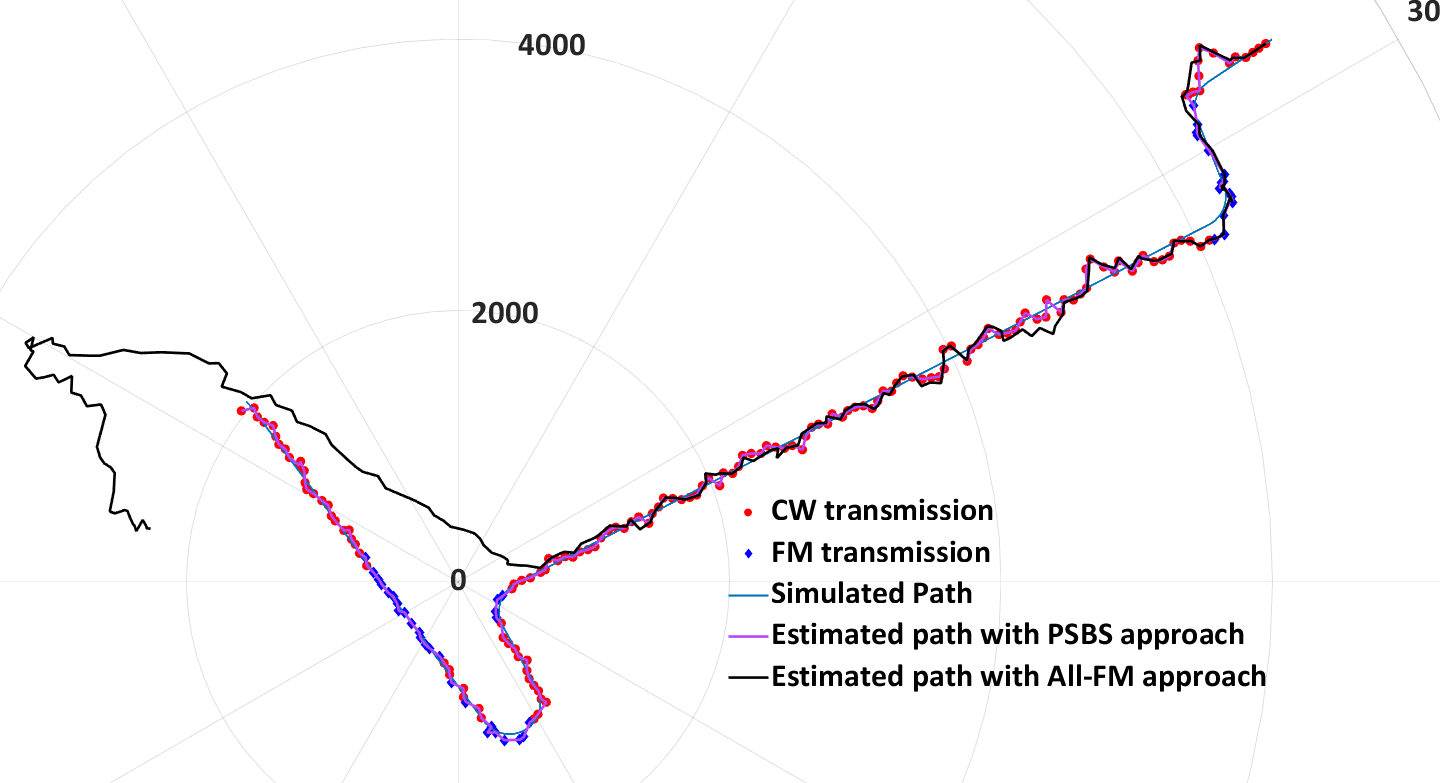 30
4000
2000
0
CW transmission
FM transmission
Simulated Path
Estimated path with PSBS approach
Estimated path with All-FM approach